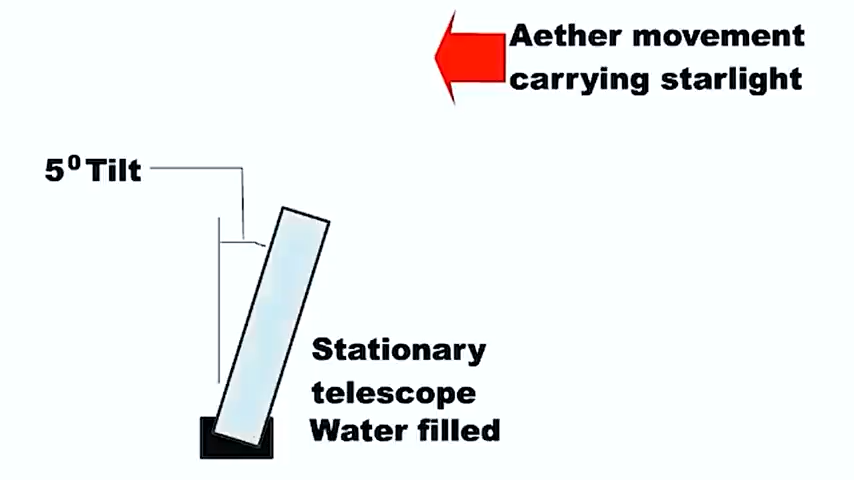 Aether movement
carrying starlight
5⁰ Tilt
Stationary
telescope
Water filled